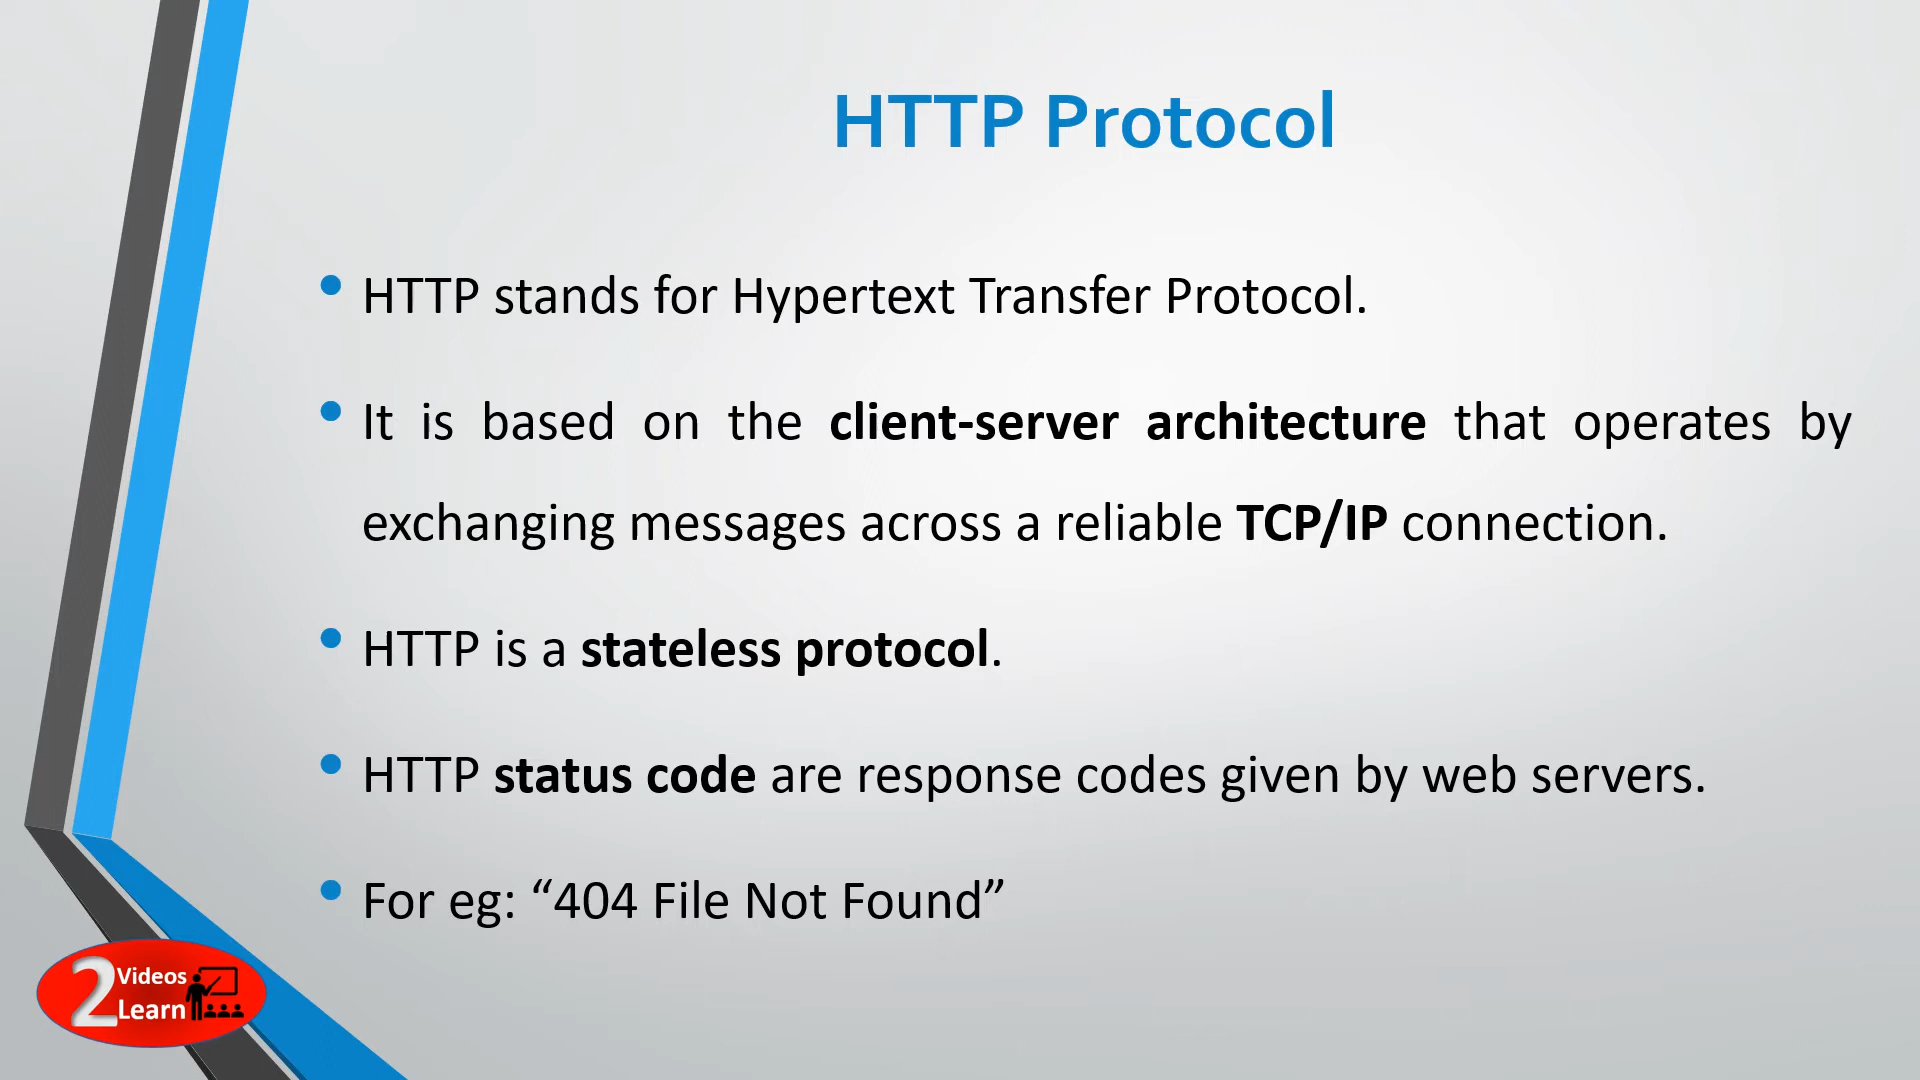 HTTP Protocol
• HTTP stands for Hypertext Transfer Protocol.
• It is based on the client-server architecture that operates by
exchanging messages across a reliable TCP/IP connection.
• HTTP is a stateless protocol.
• HTTP status code are response codes given by web servers.
• For eg: “404 File Not Found”
2 Videos
Learn